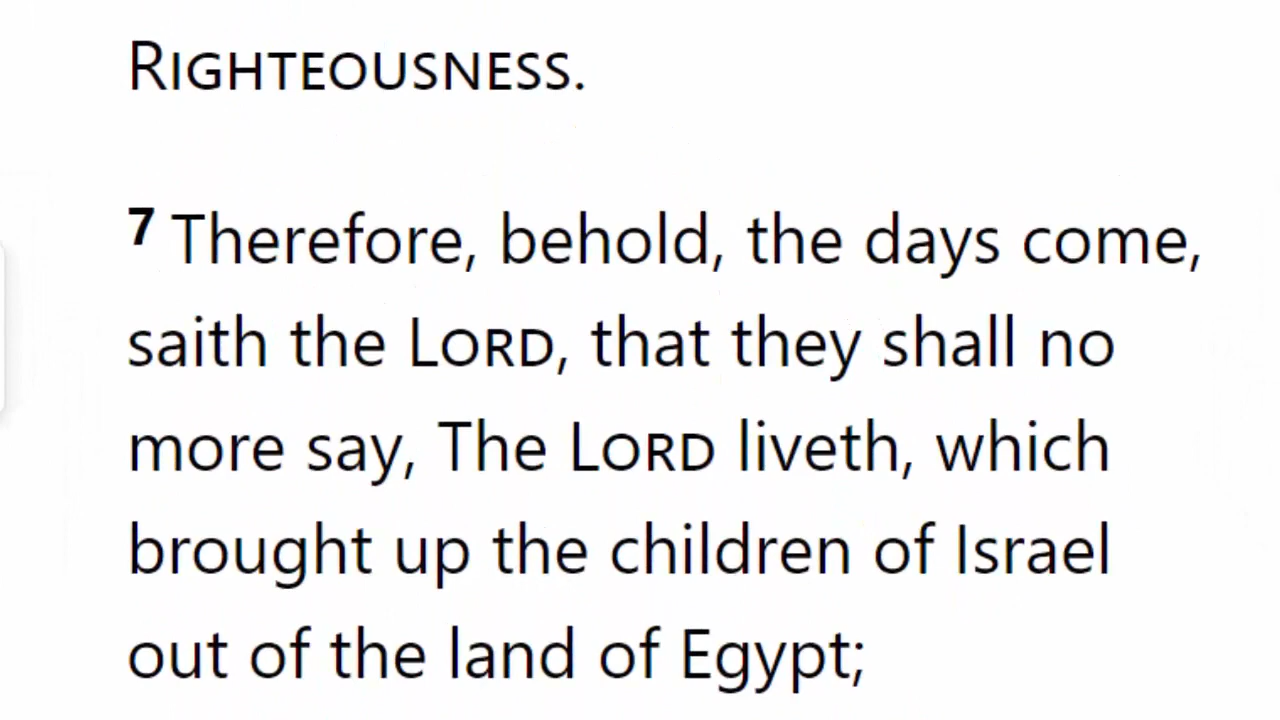 RIGHTEOUSNESS.
7 Therefore, behold, the days come,
saith the LORD, that they shall no
more say, The LORD liveth, which
brought up the children of Israel
out of the land of Egypt;